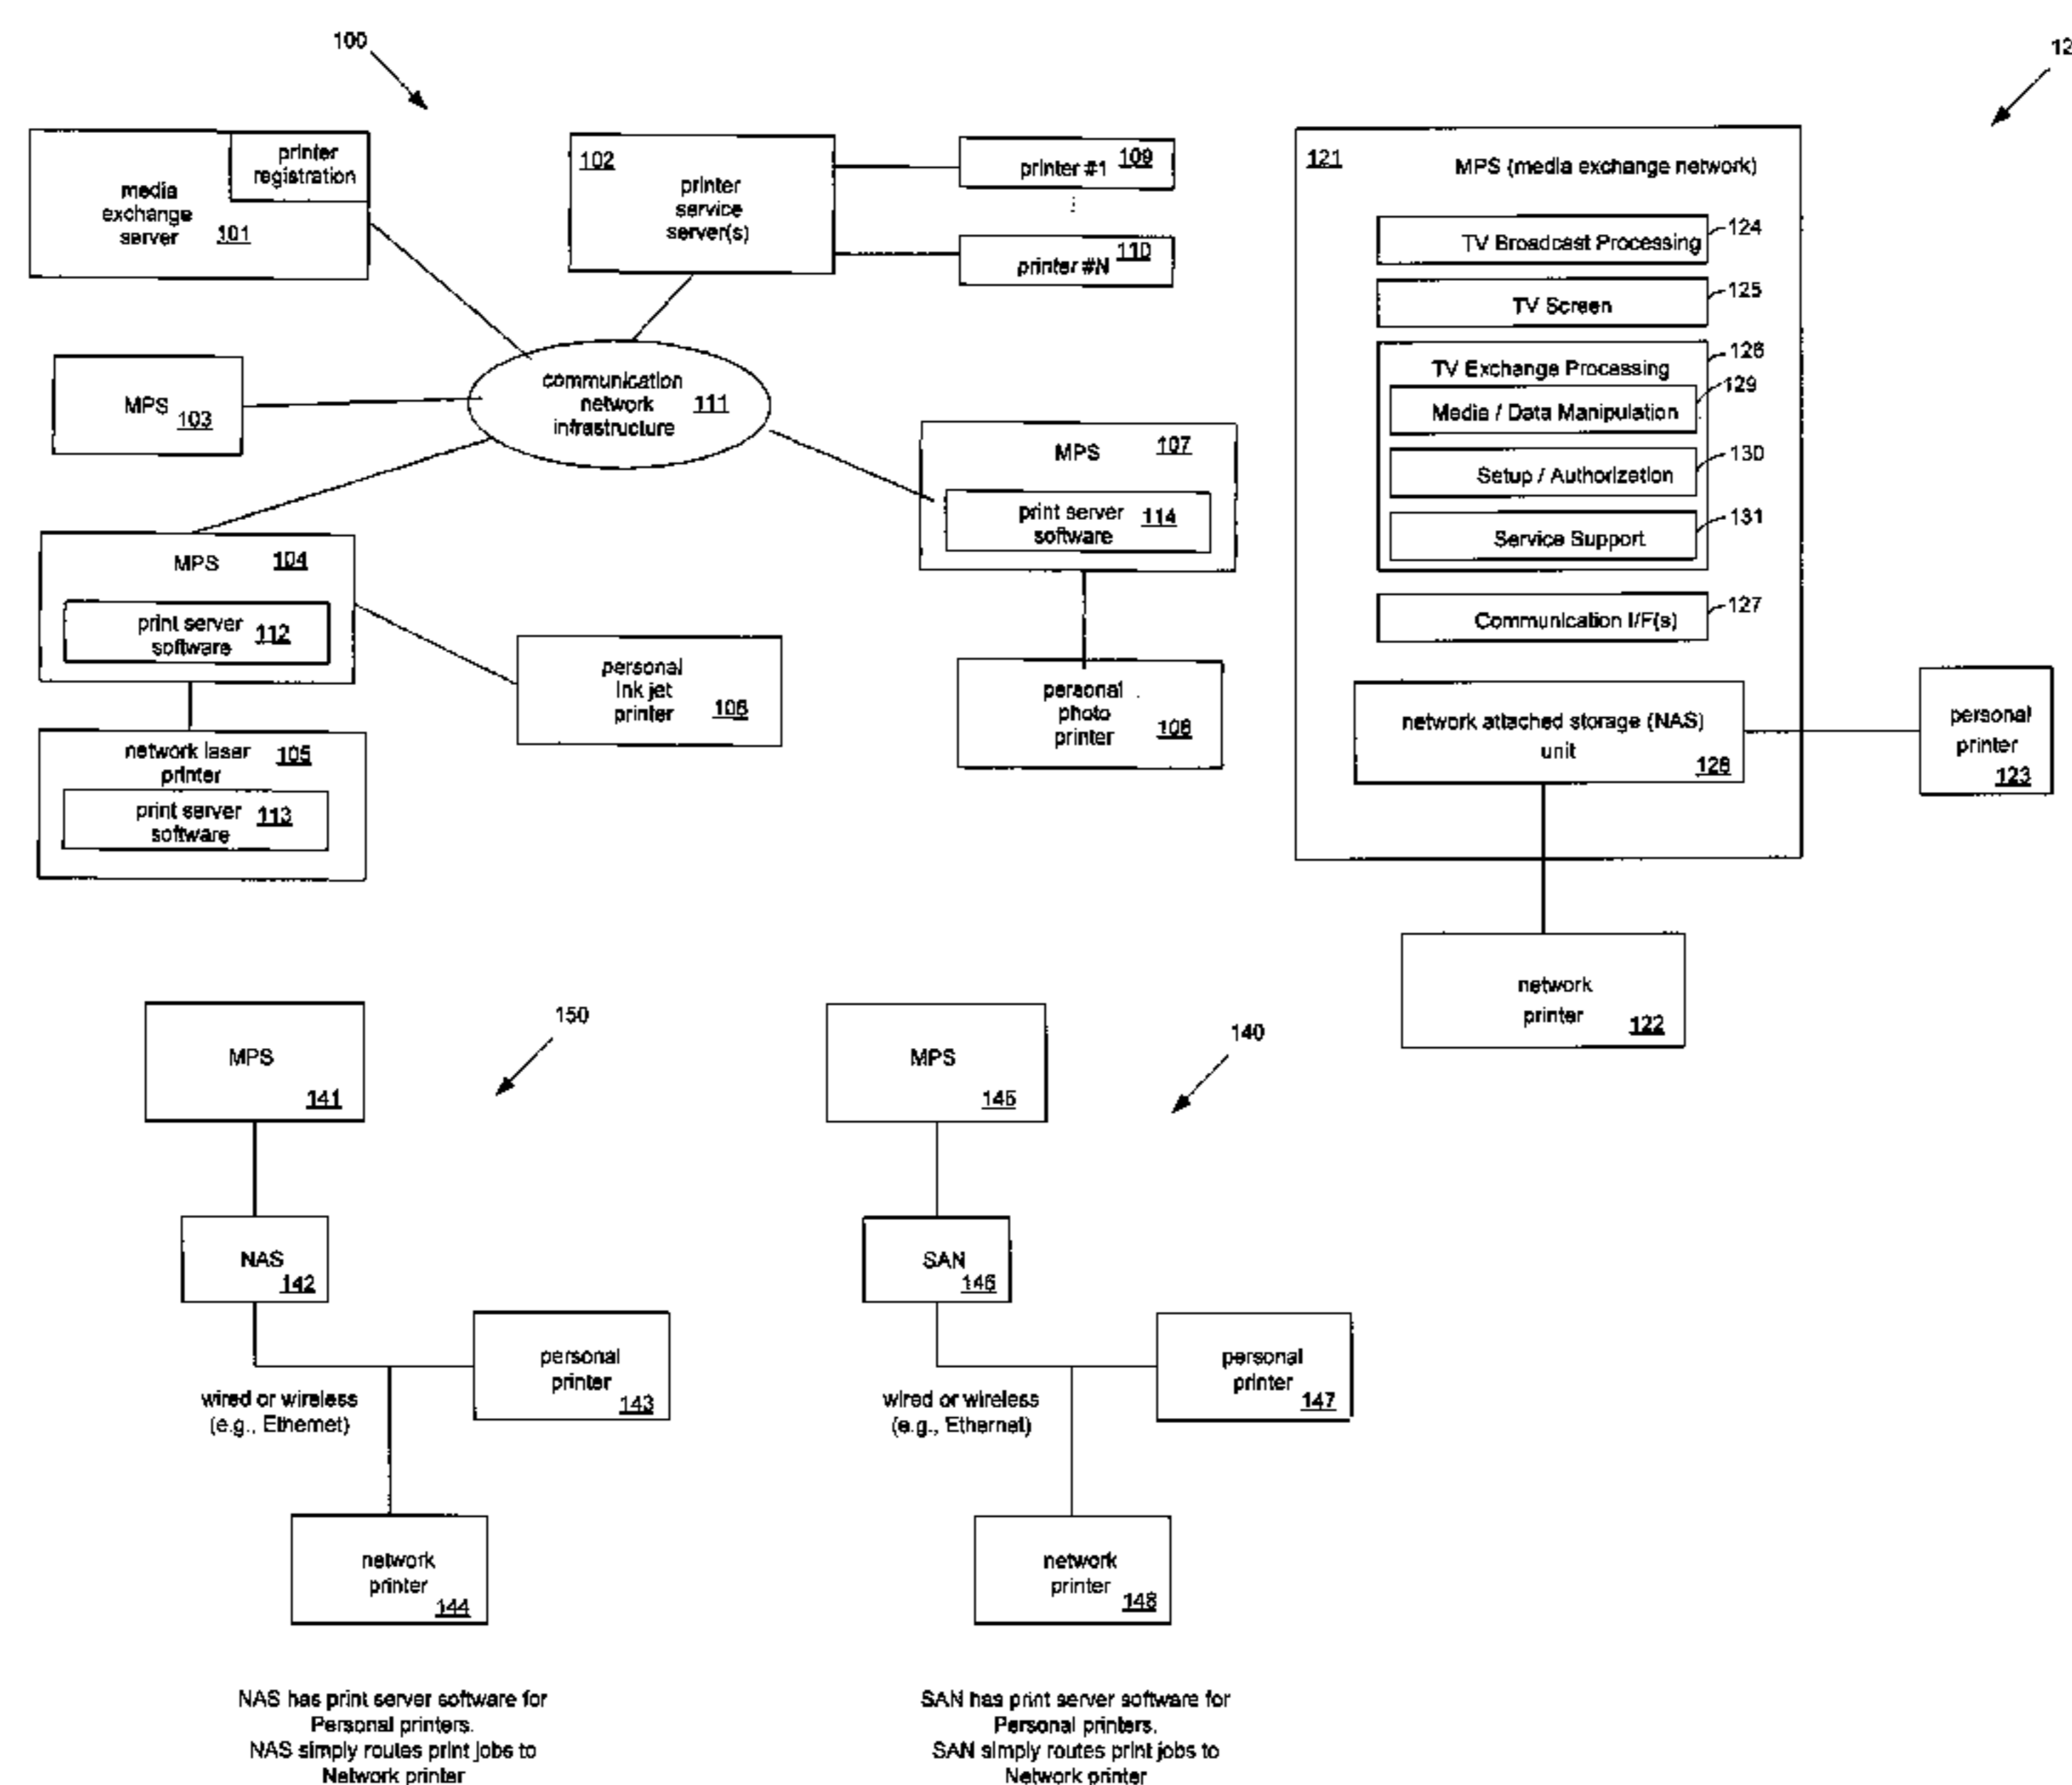 100
printer
registration
media
exchange
server 101
102
printer
service
server(s)
printer #1 109
printer #N 110
MPS 103
communication
network 111
infrastructure
MPS 107
print server 114
software
MPS 104
print server 112
software
personal
Ink jet
printer 106
personal
photo
printer 108
network laser 105
printer
print server 113
software
12
121 MPS (media exchange network)
TV Broadcast Processing 124
TV Screen 125
TV Exchange Processing 126
Media / Data Manipulation 129
Setup / Authorization 130
Service Support 131
Communication I/F(s) 127
network attached storage (NAS)
unit 128
personal
printer
123
network
printer 122
150
MPS
141
NAS
142
personal
printer
143
wired or wireless
(e.g., Ethernet)
network
printer
144
NAS has print server software for
Personal printers.
NAS simply routes print jobs to
Network printer
140
MPS
145
SAN
146
personal
printer
147
wired or wireless
(e.g., Ethernet)
network
printer
148
SAN has print server software for
Personal printers.
SAN simply routes print jobs to
Network printer